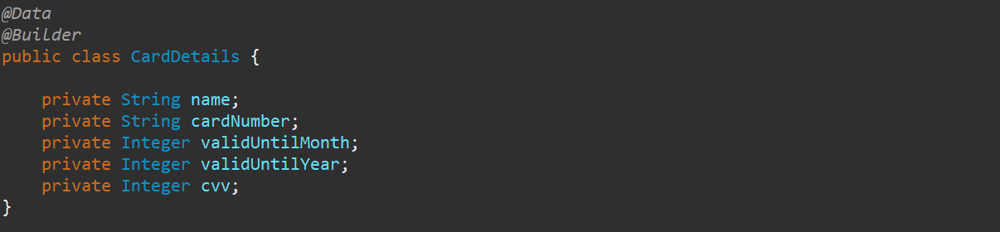 @Data
@Builder
public class CardDetails {
    private String name;
    private String cardNumber;
    private Integer validUntilMonth;
    private Integer validUntilYear;
    private Integer cvv;
}